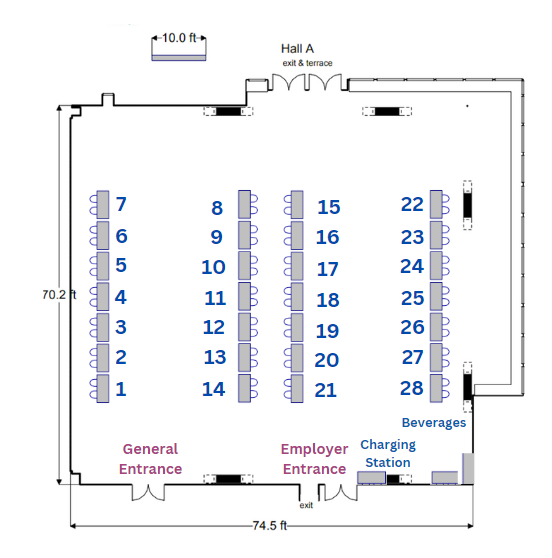 10.0 ft
Hall A
exit & terrace
7 8 15 22
6 9 16 23
5 10 17 24
70.2 ft
4 11 18 25
3 12 19 26
2 13 20 27
1 14 21 28
Beverages
General
Entrance
Employer
Entrance
Charging
Station
exit
74.5 ft